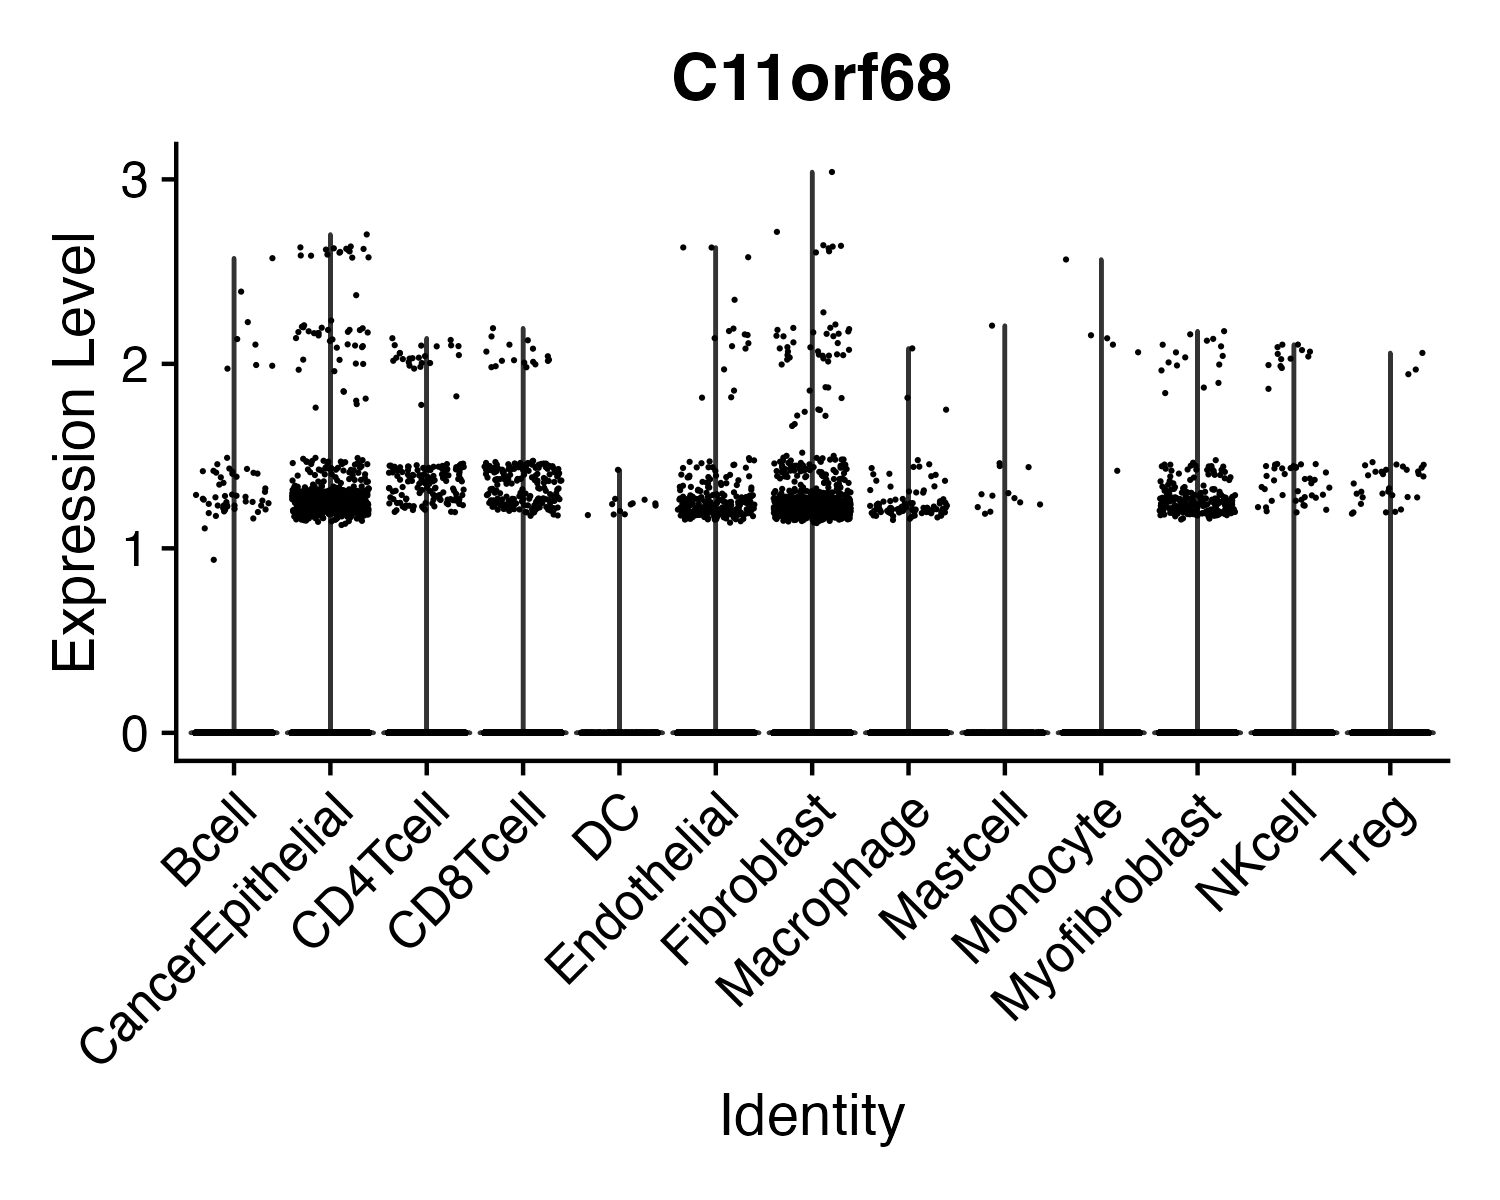 C11orf68
Expression Level
3
2
1
0
Bcell
CancerEpithelial
CD4Tcell
CD8Tcell
DC
Endothelial
Fibroblast
Macrophage
Mastcell
Monocyte
Myofibroblast
NKcell
Treg
Identity